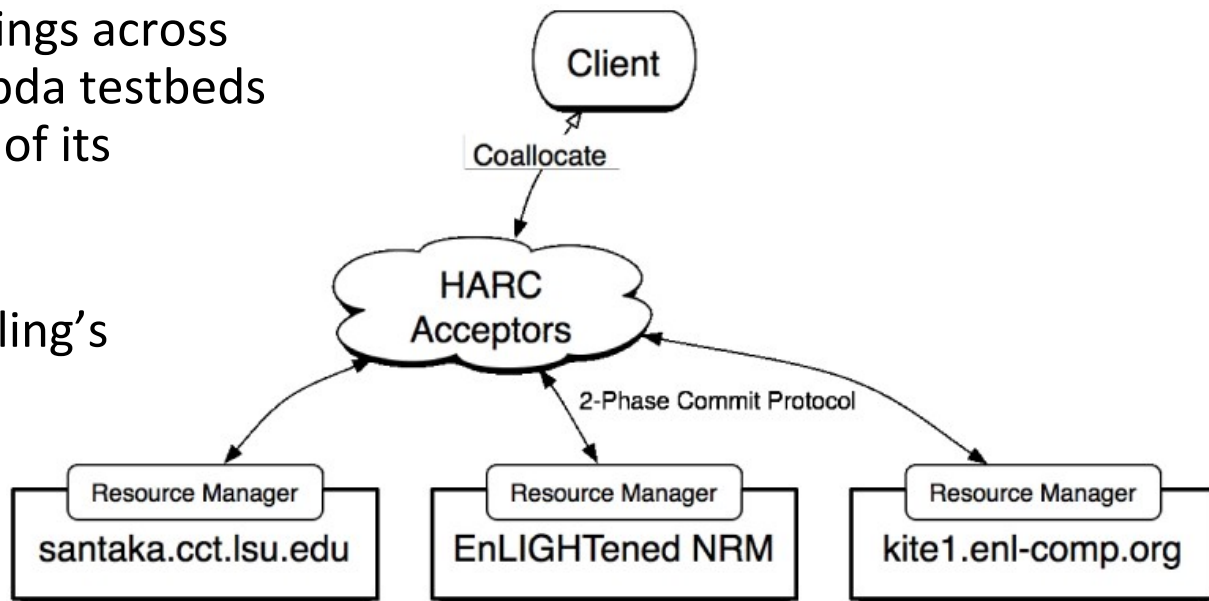 ings across
bda testbeds
of its
ling’s
Client
Coallocate
HARC
Acceptors
2-Phase Commit Protocol
Resource Manager
santaka.cct.lsu.edu
Resource Manager
EnLIGHTened NRM
Resource Manager
kite1.enl-comp.org